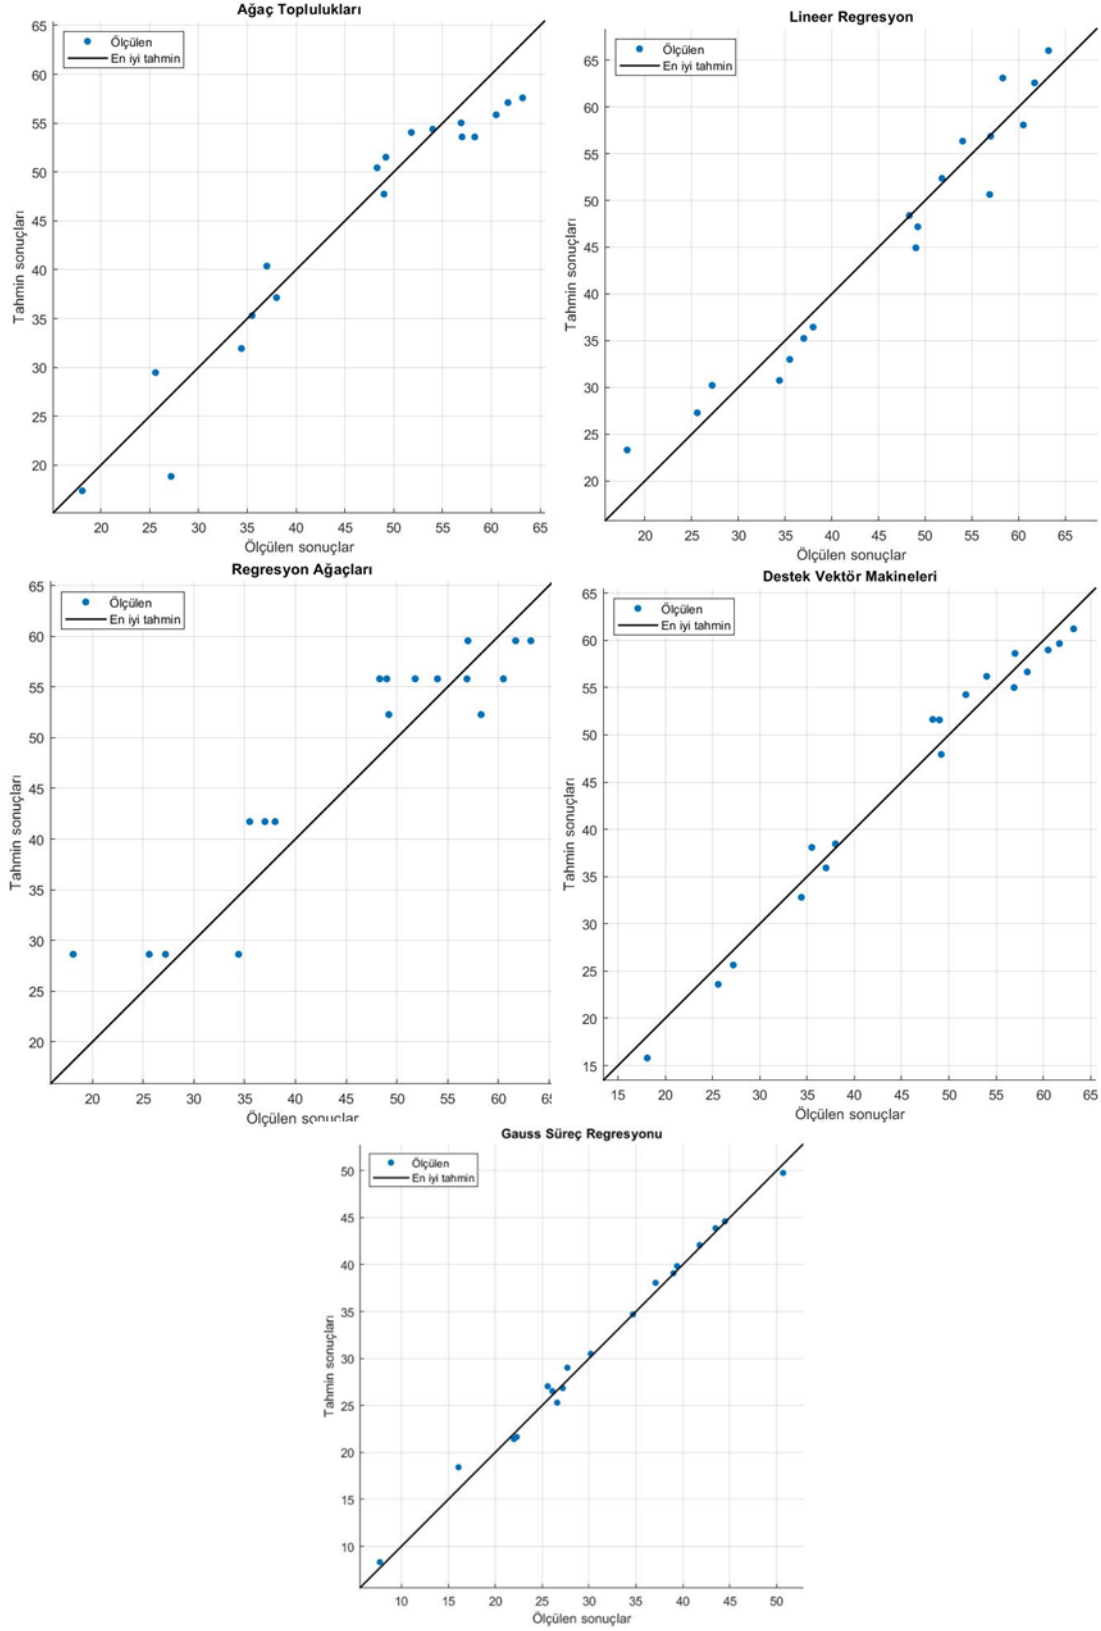 Ağaç Toplulukları
Ölçülen
En iyi tahmin
65
60
55
50
45
40
35
30
25
20
Tahmin sonuçları
20 25 30 35 40 45 50 55 60 65
Ölçülen sonuçlar
Lineer Regresyon
Ölçülen
En iyi tahmin
65
60
55
50
45
40
35
30
25
20
Tahmin sonuçları
20 25 30 35 40 45 50 55 60 65
Ölçülen sonuçlar
Regresyon Ağaçları
Ölçülen
En iyi tahmin
65
60
55
50
45
40
35
30
25
20
Tahmin sonuçları
20 25 30 35 40 45 50 55 60
Ölçülen sonuçlar
Destek Vektör Makineleri
Ölçülen
En iyi tahmin
65
60
55
50
45
40
35
30
25
20
15
Tahmin sonuçları
15 20 25 30 35 40 45 50 55 60 65
Ölçülen sonuçlar
Gauss Süreç Regresyonu
Ölçülen
En iyi tahmin
50
45
40
35
30
25
20
15
10
Tahmin sonuçları
10 15 20 25 30 35 40 45 50
Ölçülen sonuçlar